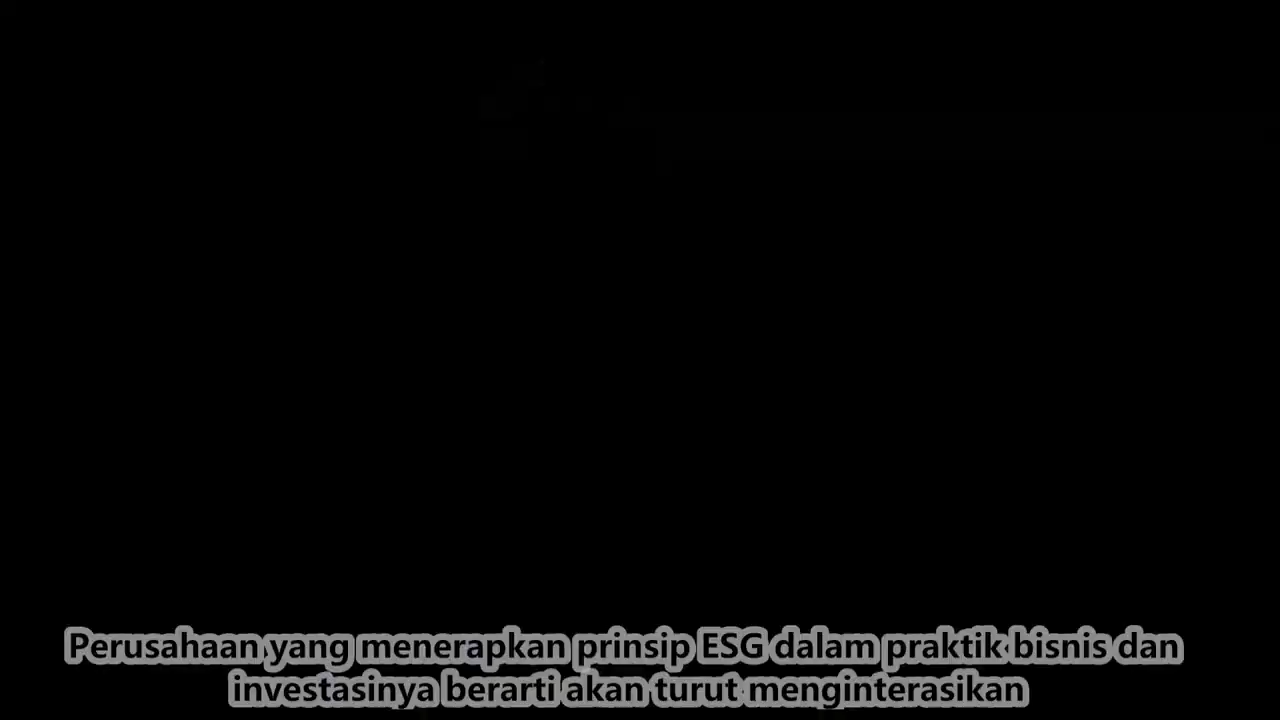 Perusahaan yang menerapkan prinsip ESG dalam praktik bisnis dan
investasinya berarti akan turut menginterasikan